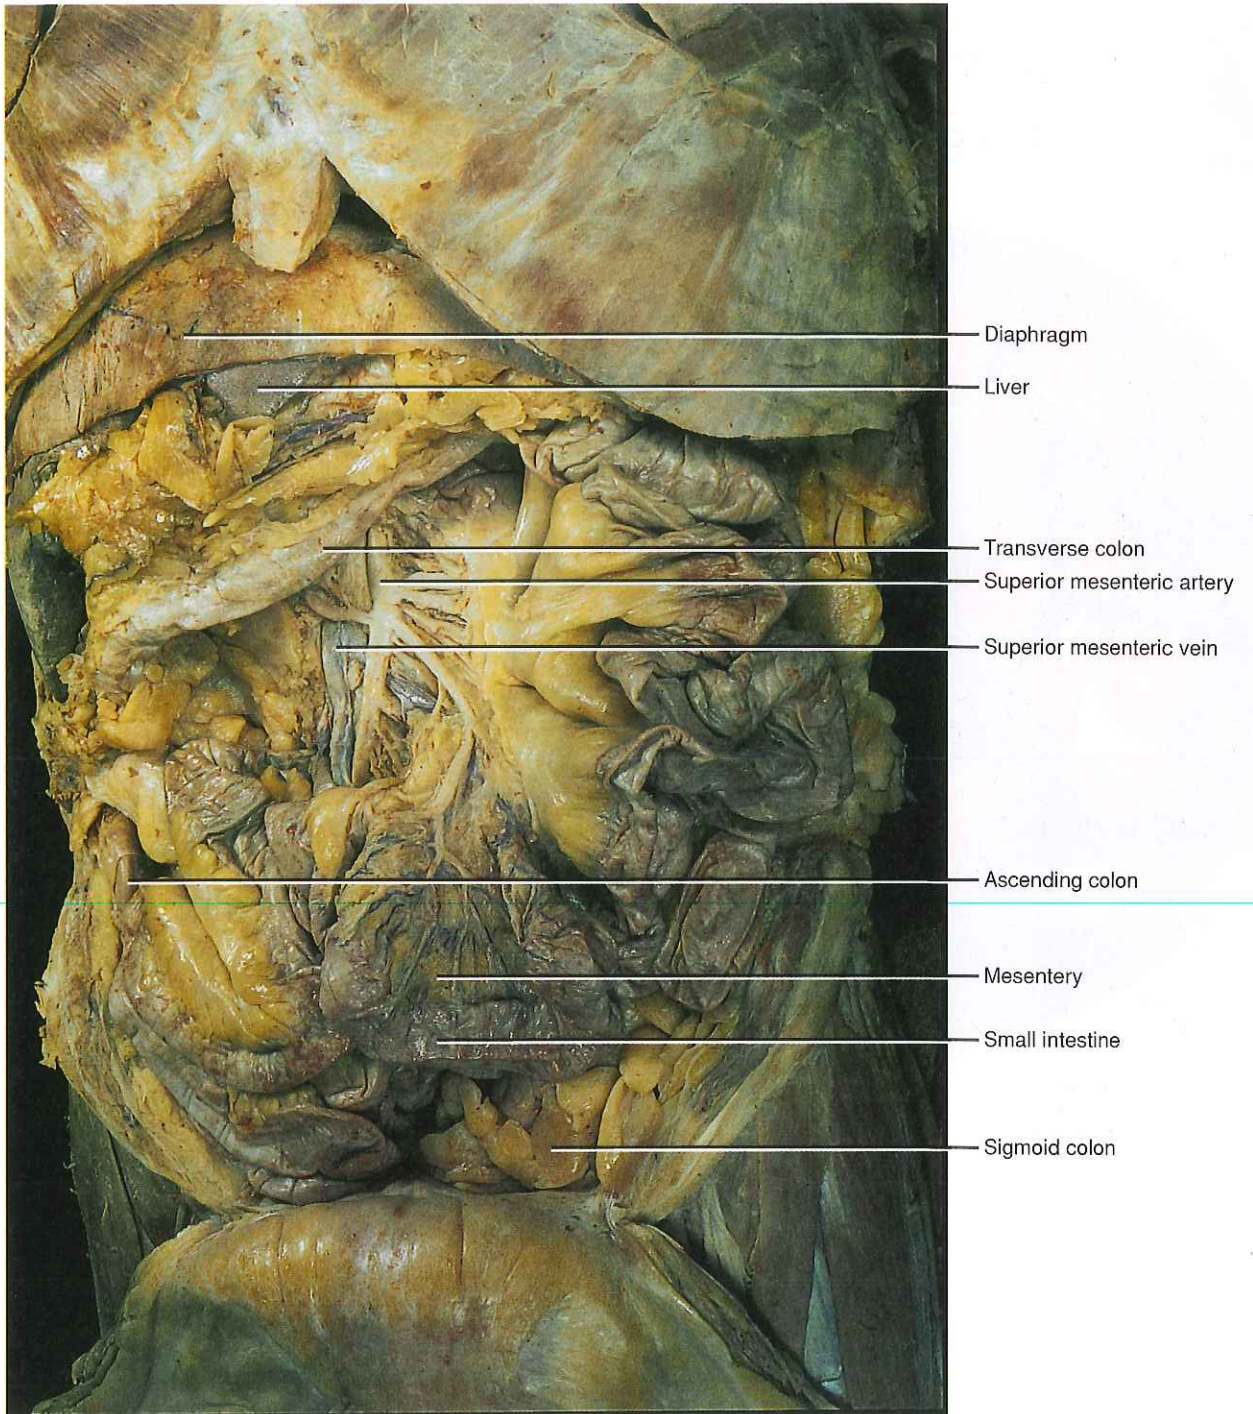 Diaphragm
Liver
Transverse colon
Superior mesenteric artery
Superior mesenteric vein
Ascending colon
Mesentery
Small intestine
Sigmoid colon